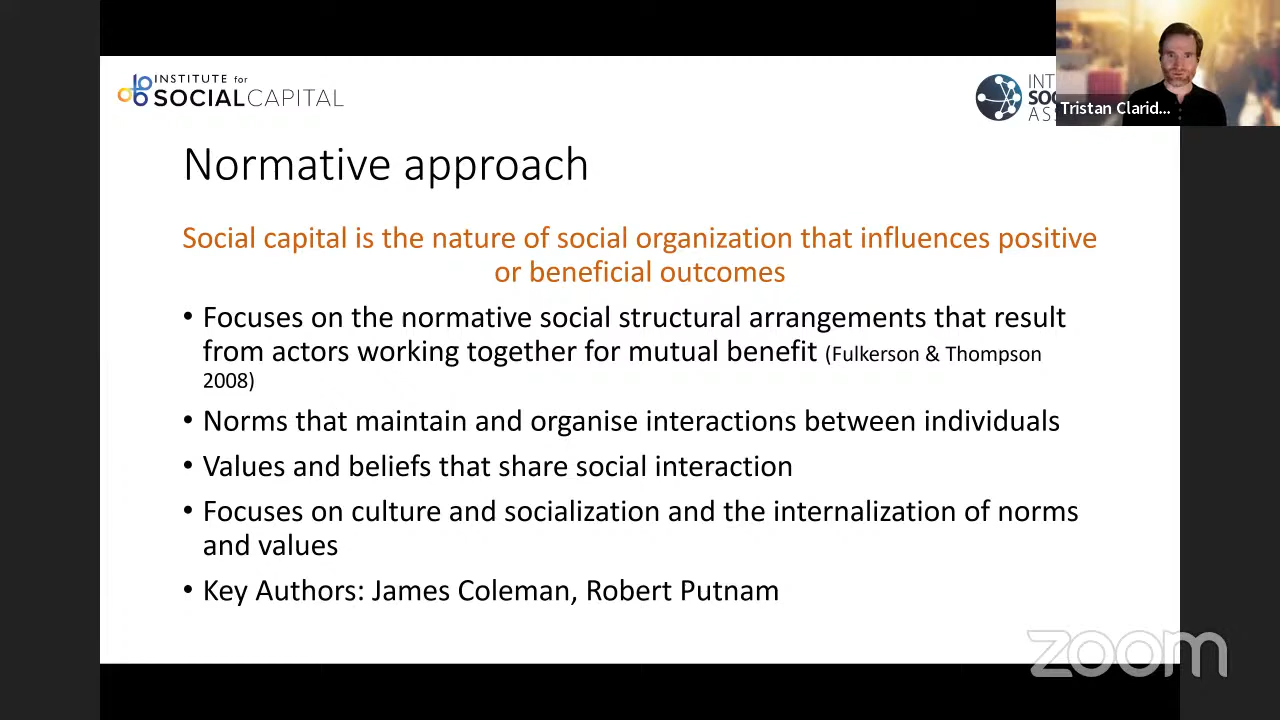 INSTITUTE for
SOCIALCAPITAL
INT
SOC
ASS
Tristan Clarid...
Normative approach
Social capital is the nature of social organization that influences positive
or beneficial outcomes
• Focuses on the normative social structural arrangements that result
from actors working together for mutual benefit (Fulkerson & Thompson
2008)
• Norms that maintain and organise interactions between individuals
• Values and beliefs that share social interaction
• Focuses on culture and socialization and the internalization of norms
and values
• Key Authors: James Coleman, Robert Putnam
zoom